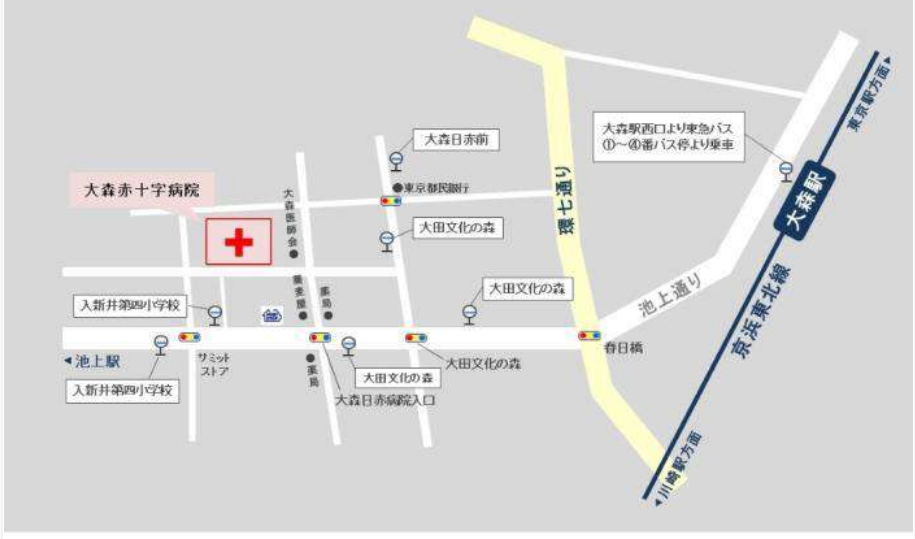 東京駅方面▲
大森駅西口より東急バス
①～④番バス停より乗車
大森駅
京浜東北線
◀川崎駅方面
環七通り
池上通り
大森日赤前
●東京都民銀行
大森赤十字病院
大森医師会●
大田文化の森
蕎麦屋●
薬局●
大田文化の森
入新井第四小学校
春日橋
◀池上駅
サミット
ストア
●薬局
大田文化の森
大田文化の森
入新井第四小学校
大森日赤病院入口